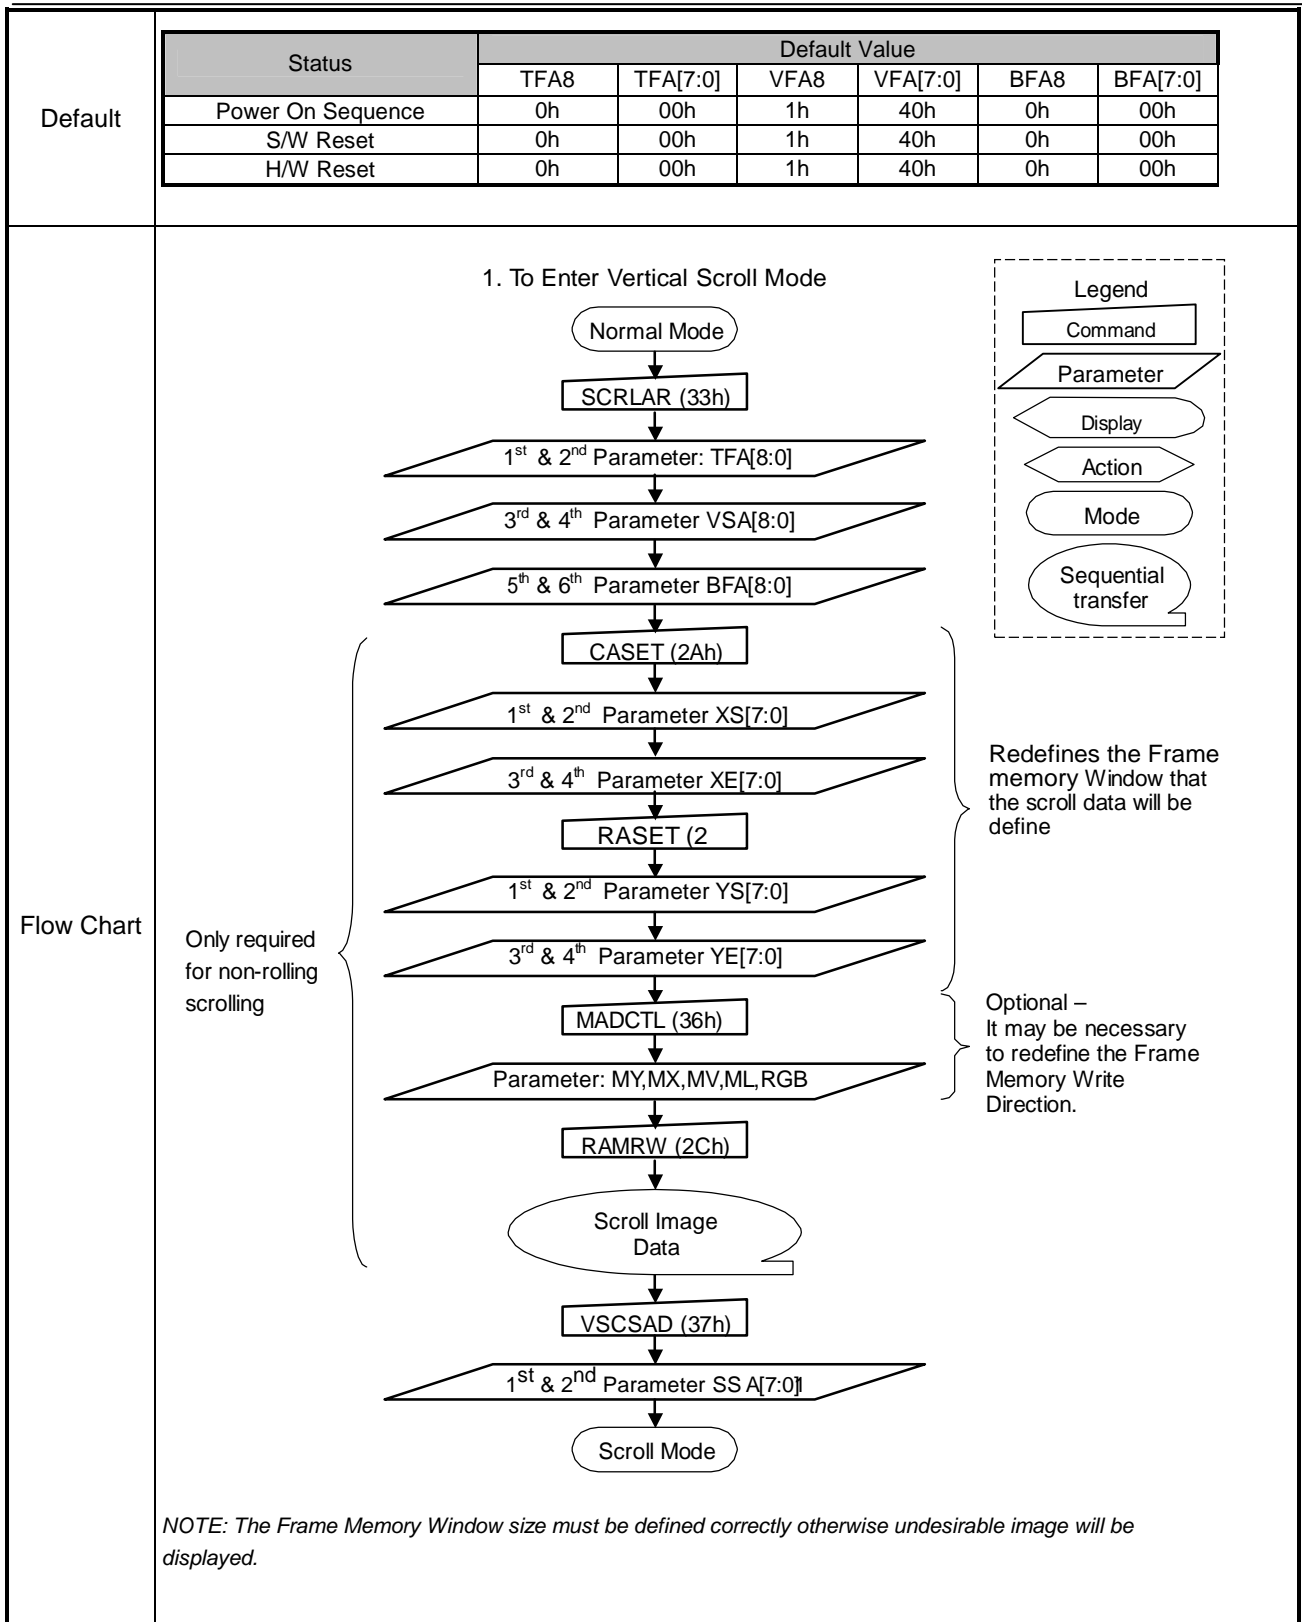 Default
Status
Default Value
TFA8 TFA[7:0] VFA8 VFA[7:0] BFA8 BFA[7:0]
Power On Sequence 0h 00h 1h 40h 0h 00h
S/W Reset 0h 00h 1h 40h 0h 00h
H/W Reset 0h 00h 1h 40h 0h 00h
Flow Chart
1. To Enter Vertical Scroll Mode
Normal Mode
SCRLAR (33h)
1st & 2nd Parameter: TFA[8:0]
3rd & 4th Parameter VSA[8:0]
5th & 6th Parameter BFA[8:0]
CASET (2Ah)
1st & 2nd Parameter XS[7:0]
3rd & 4th Parameter XE[7:0]
RASET (2
1st & 2nd Parameter YS[7:0]
3rd & 4th Parameter YE[7:0]
MADCTL (36h)
Parameter: MY,MX,MV,ML,RGB
RAMRW (2Ch)
Scroll Image
Data
VSCSAD (37h)
1st & 2nd Parameter SSA[7:0]
Scroll Mode
Only required
for non-rolling
scrolling
Legend
Command
Parameter
Display
Action
Mode
Sequential
transfer
Redefines the Frame
memory Window that
the scroll data will be
define
Optional –
It may be necessary
to redefine the Frame
Memory Write
Direction.
NOTE: The Frame Memory Window size must be defined correctly otherwise undesirable image will be
displayed.